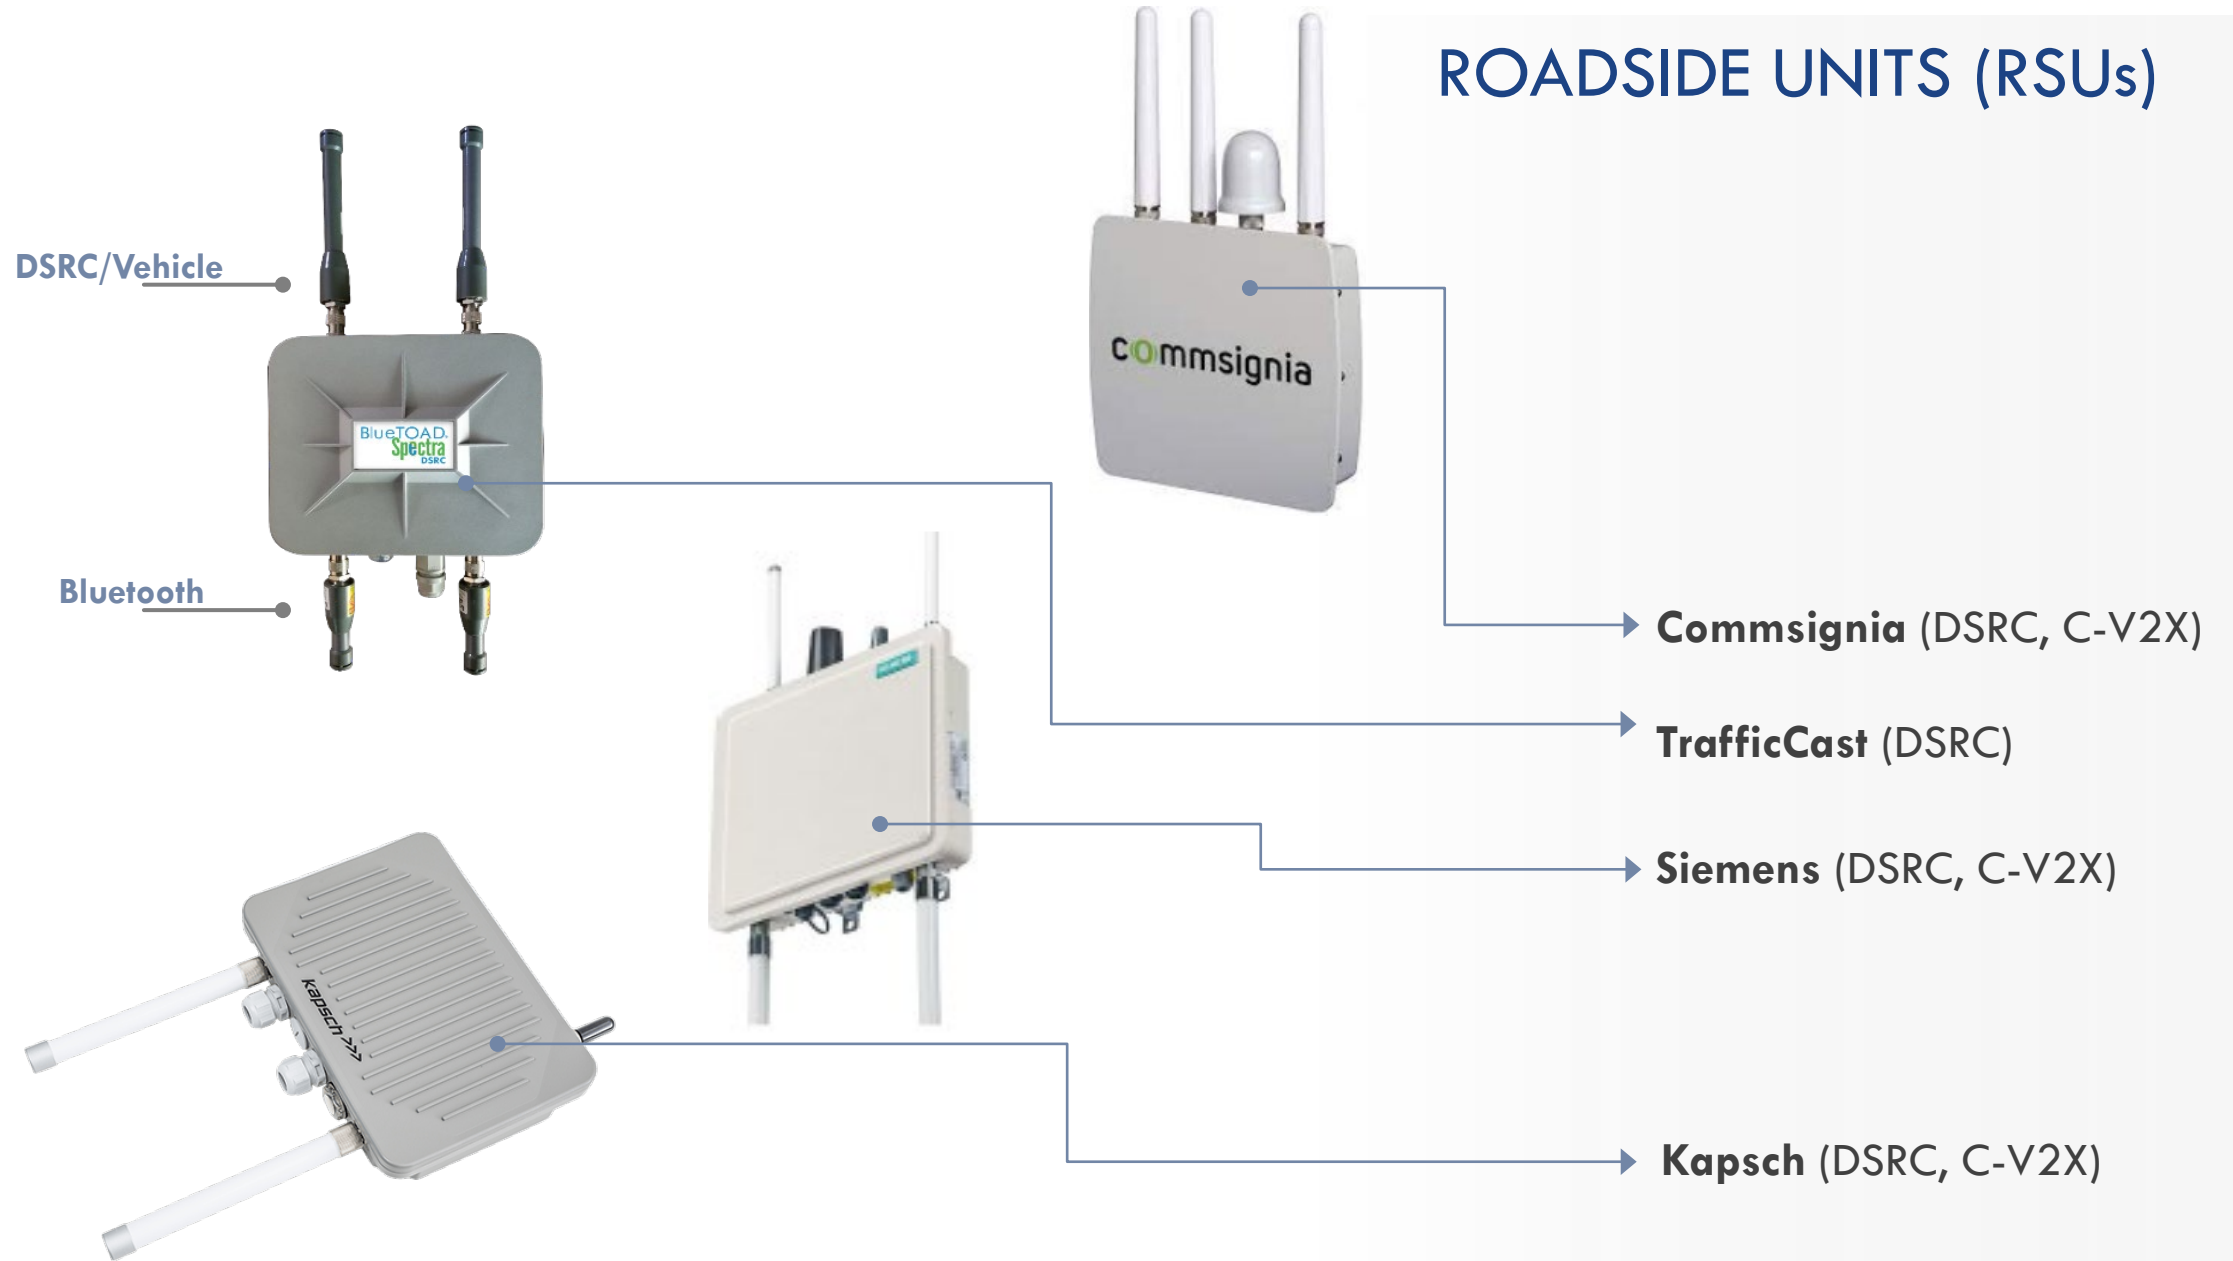 ROADSIDE UNITS (RSUs)
DSRC/Vehicle
commsignia
BlueTOAD®
Spectra
DSRC
Bluetooth
Commsignia (DSRC, C-V2X)
TrafficCast (DSRC)
Siemens (DSRC, C-V2X)
kapsch >>>
Kapsch (DSRC, C-V2X)